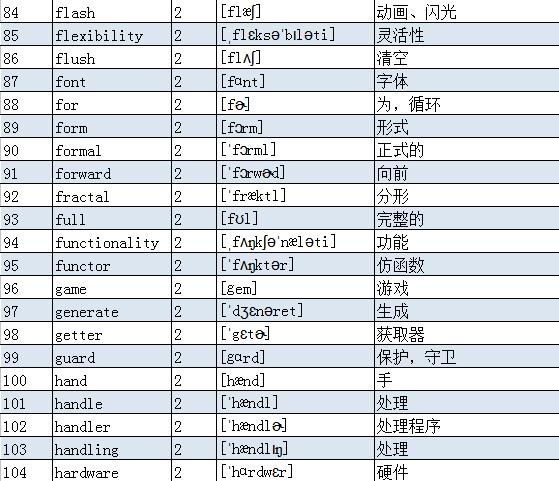 84 flash 2 [flæʃ] 动画、闪光
85 flexibility 2 [ˌflɛksəˈbɪləti] 灵活性
86 flush 2 [flʌʃ] 清空
87 font 2 [fɑnt] 字体
88 for 2 [fɚ] 为，循环
89 form 2 [fɔrm] 形式
90 formal 2 [ˈfɔrml] 正式的
91 forward 2 [ˈfɔrwɚd] 向前
92 fractal 2 [ˈfræktl] 分形
93 full 2 [fʊl] 完整的
94 functionality 2 [ˌfʌŋkʃəˈnæləti] 功能
95 functor 2 [ˈfʌŋktər] 仿函数
96 game 2 [gem] 游戏
97 generate 2 [ˈdʒɛnəret] 生成
98 getter 2 [ˈgɛtɚ] 获取器
99 guard 2 [gɑrd] 保护，守卫
100 hand 2 [hænd] 手
101 handle 2 [ˈhændl] 处理
102 handler 2 [ˈhændlɚ] 处理程序
103 handling 2 [ˈhændlɪŋ] 处理
104 hardware 2 [ˈhɑrdwɛr] 硬件